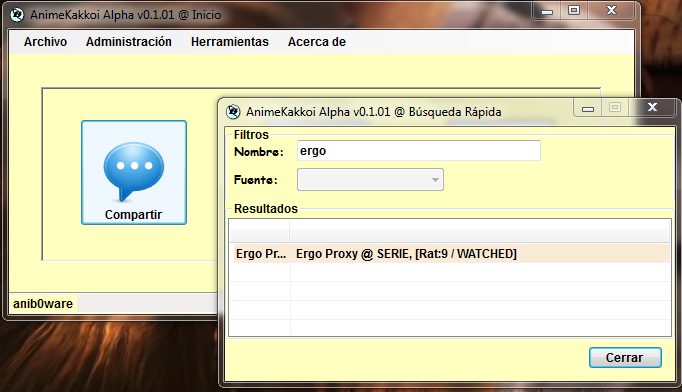 AnimeKakkoi Alpha v0.1.01 @ Inicio
Archivo Administración Herramientas Acerca de
Compartir
anib0ware
AnimeKakkoi Alpha v0.1.01 @ Búsqueda Rápida
Filtros
Nombre: ergo
Fuente:
Resultados
Ergo Pr... Ergo Proxy @ SERIE, [Rat:9 / WATCHED]
Cerrar